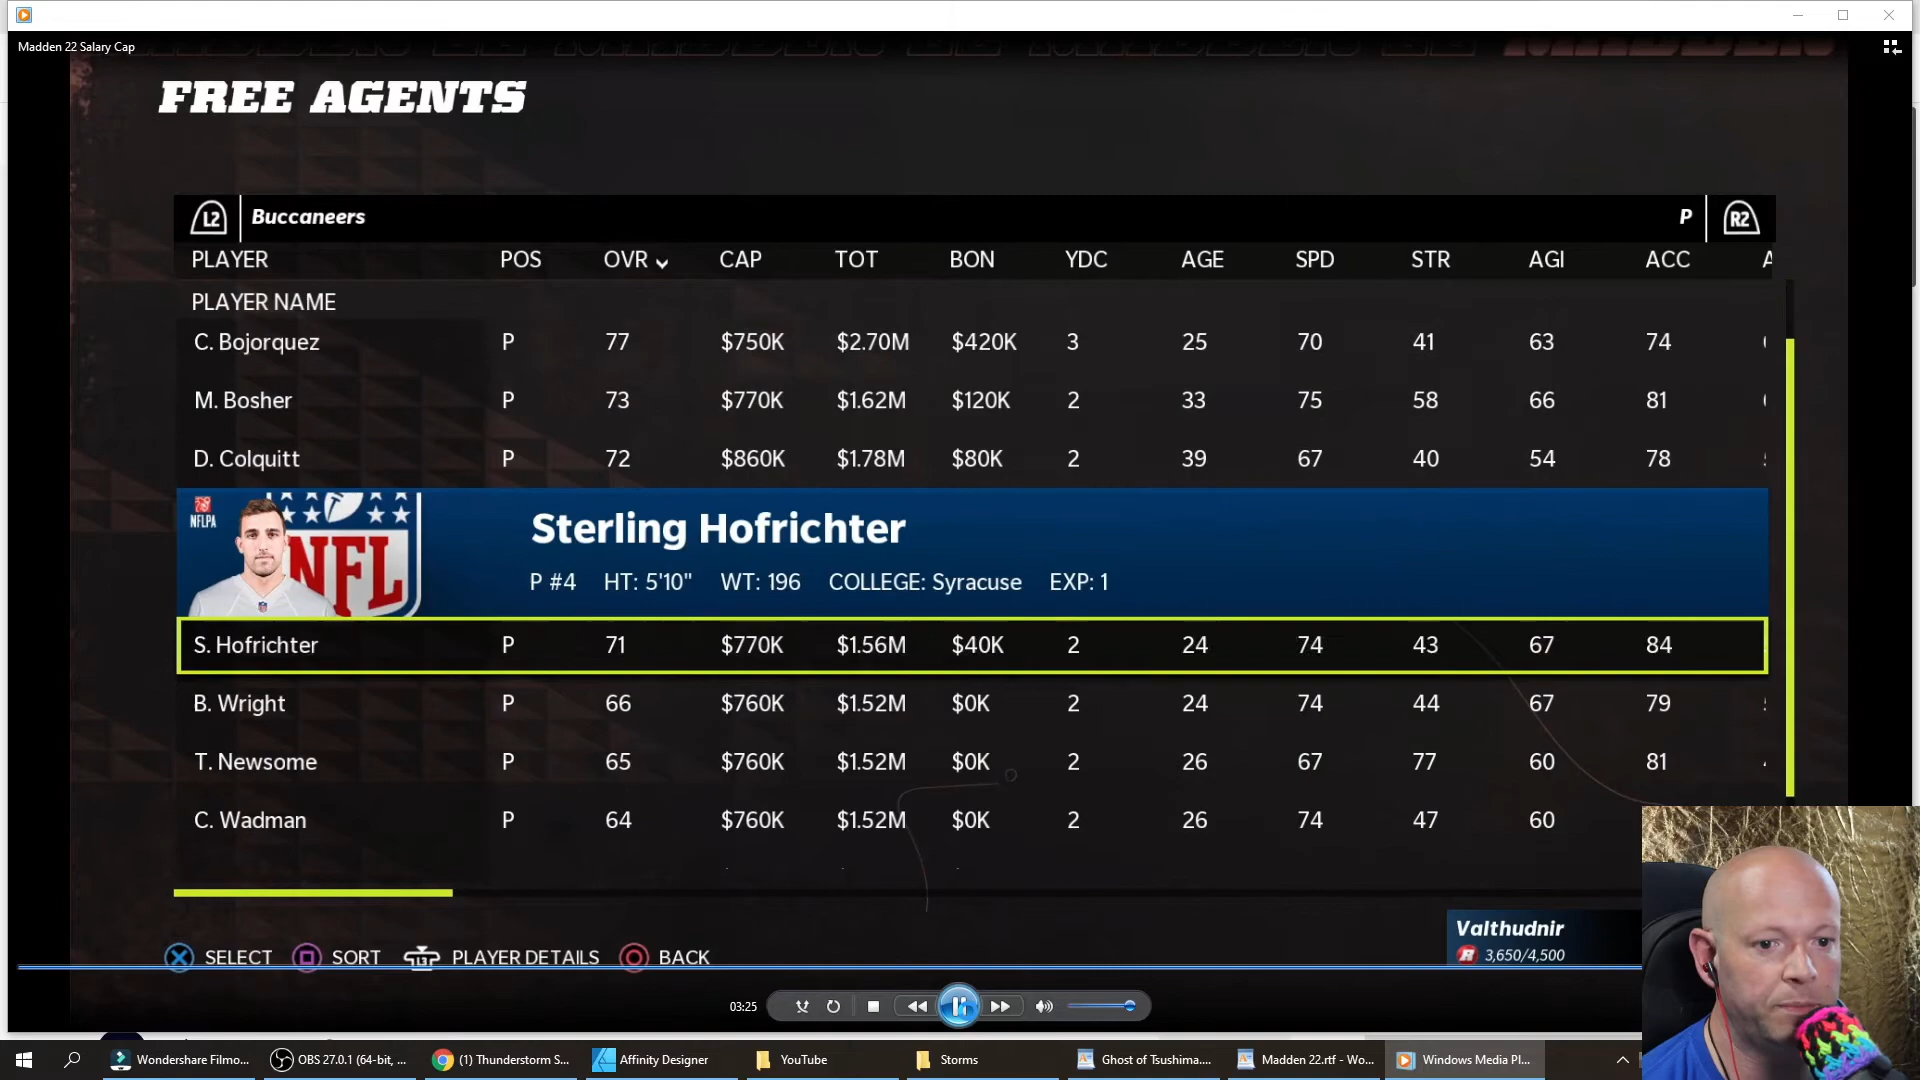 Madden 22 Salary Cap
FREE AGENTS
L2 Buccaneers P R2
PLAYER POS OVR CAP TOT BON YDC AGE SPD STR AGI ACC
PLAYER NAME
C. Bojorquez P 77 $750K $2.70M $420K 3 25 70 41 63 74
M. Bosher P 73 $770K $1.62M $120K 2 33 75 58 66 81
D. Colquitt P 72 $860K $1.78M $80K 2 39 67 40 54 78
NFLPA NFL Sterling Hofrichter
P #4 HT: 5'10" WT: 196 COLLEGE: Syracuse EXP: 1
S. Hofrichter P 71 $770K $1.56M $40K 2 24 74 43 67 84
B. Wright P 66 $760K $1.52M $0K 2 24 74 44 67 79
T. Newsome P 65 $760K $1.52M $0K 2 26 67 77 60 81
C. Wadman P 64 $760K $1.52M $0K 2 26 74 47 60
Valthudnir
R 3,650/4,500
SELECT SORT L3 PLAYER DETAILS BACK
03:25
Wondershare Filmo... OBS 27.0.1 (64-bit, ... (1) Thunderstorm S... Affinity Designer YouTube Storms Ghost of Tsushima.... Madden 22.rtf - Wo... Windows Media Pl...